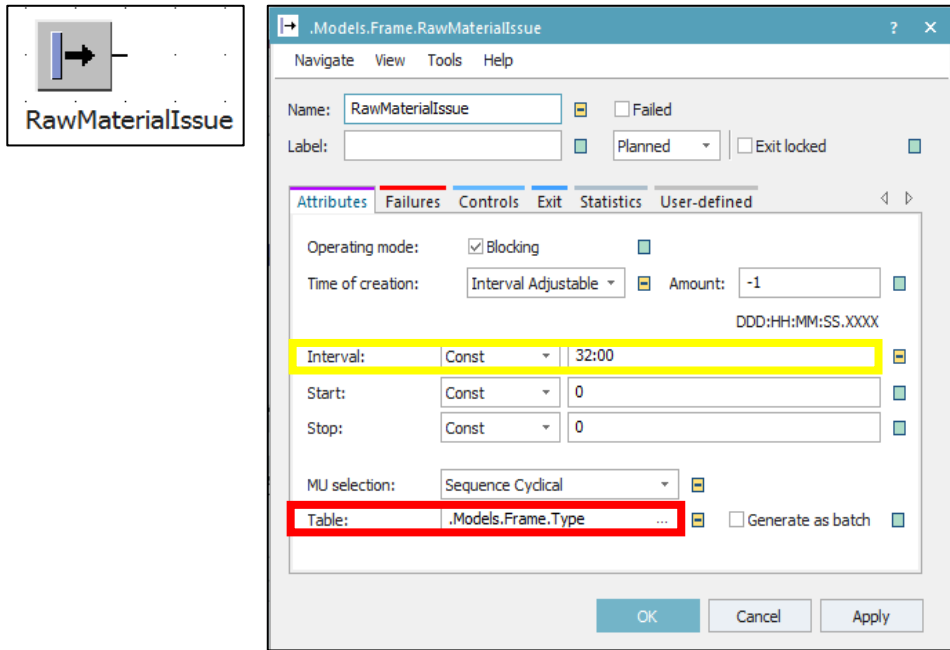 RawMaterialIssue
.Models.Frame.RawMaterialIssue ? ×
Navigate View Tools Help
Name: RawMaterialIssue Failed
Label: Planned Exit locked
Attributes Failures Controls Exit Statistics User-defined
Operating mode: Blocking
Time of creation: Interval Adjustable Amount: -1
DDD:HH:MM:SS.XXXX
Interval: Const 32:00
Start: Const 0
Stop: Const 0
MU selection: Sequence Cyclical
Table: .Models.Frame.Type ... Generate as batch
OK Cancel Apply